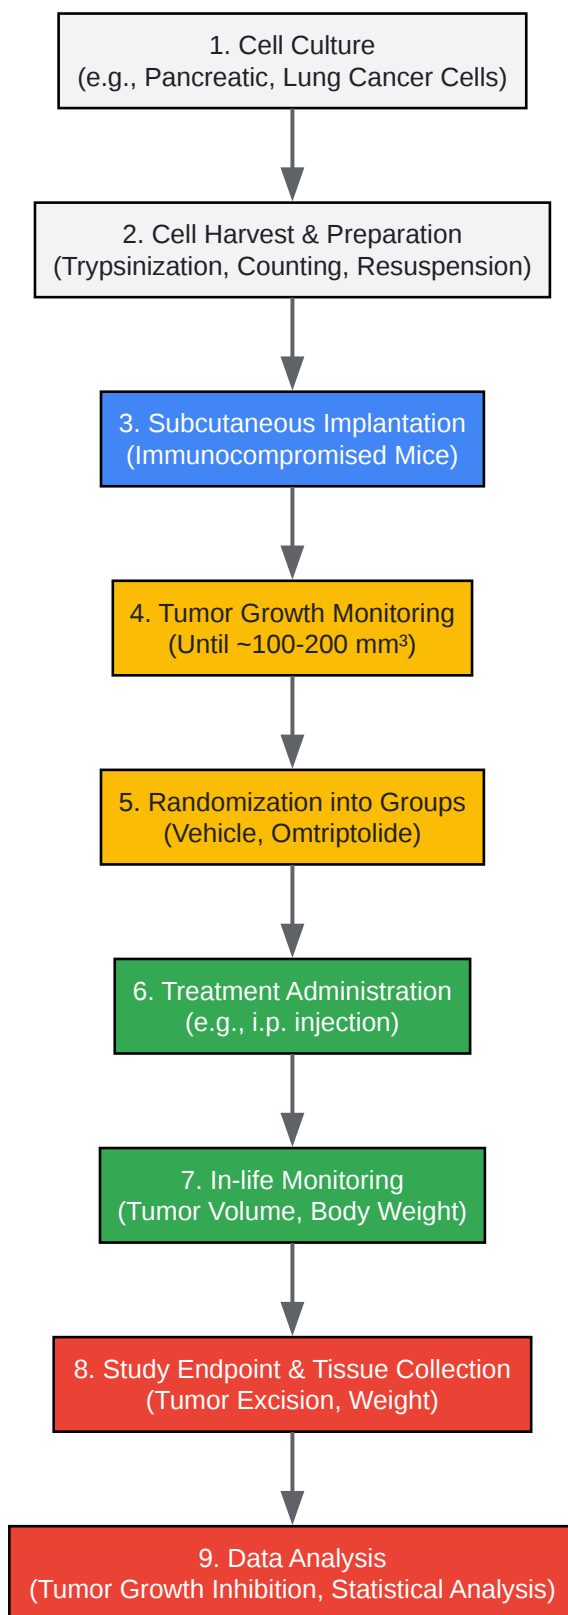 1. Cell Culture
(e.g., Pancreatic, Lung Cancer Cells)
2. Cell Harvest & Preparation
(Trypsinization, Counting, Resuspension)
3. Subcutaneous Implantation
(Immunocompromised Mice)
4. Tumor Growth Monitoring
(Until ~100-200 mm³)
5. Randomization into Groups
(Vehicle, Omtriptolide)
6. Treatment Administration
(e.g., i.p. injection)
7. In-life Monitoring
(Tumor Volume, Body Weight)
8. Study Endpoint & Tissue Collection
(Tumor Excision, Weight)
9. Data Analysis
(Tumor Growth Inhibition, Statistical Analysis)